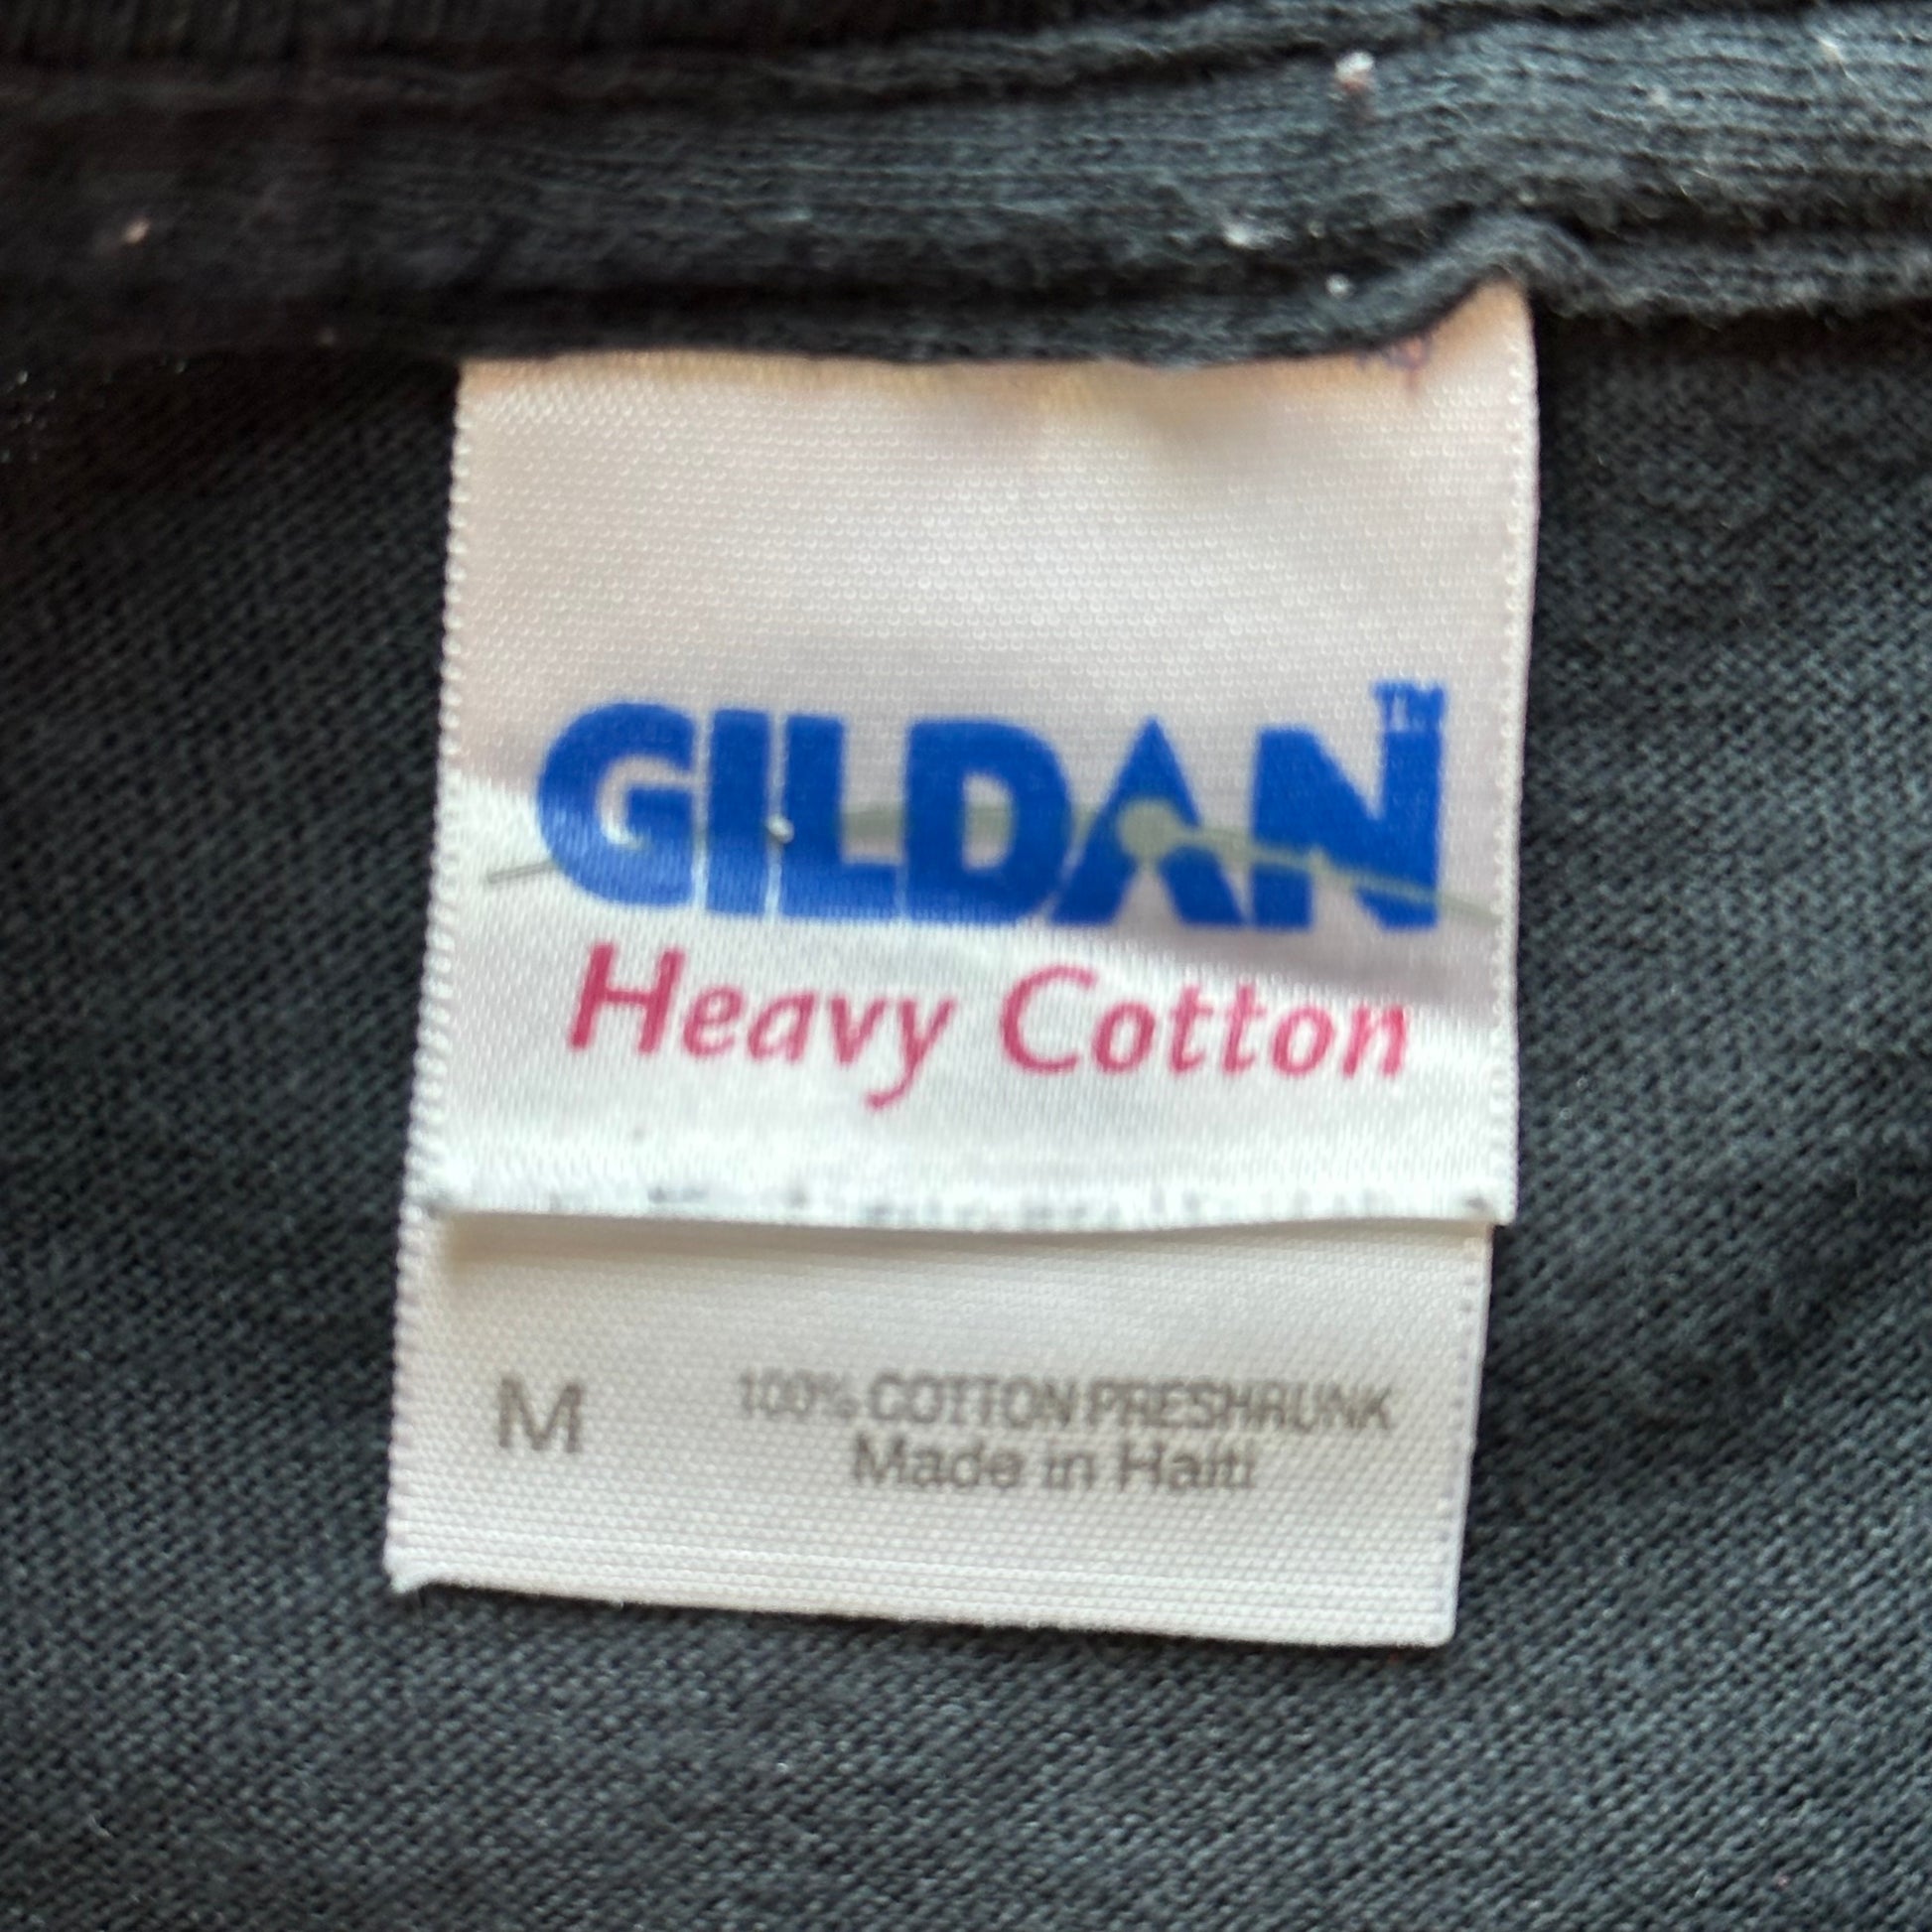 GILDAN™
Heavy Cotton
M 100% COTTON PRESHRUNK
Made in Haiti